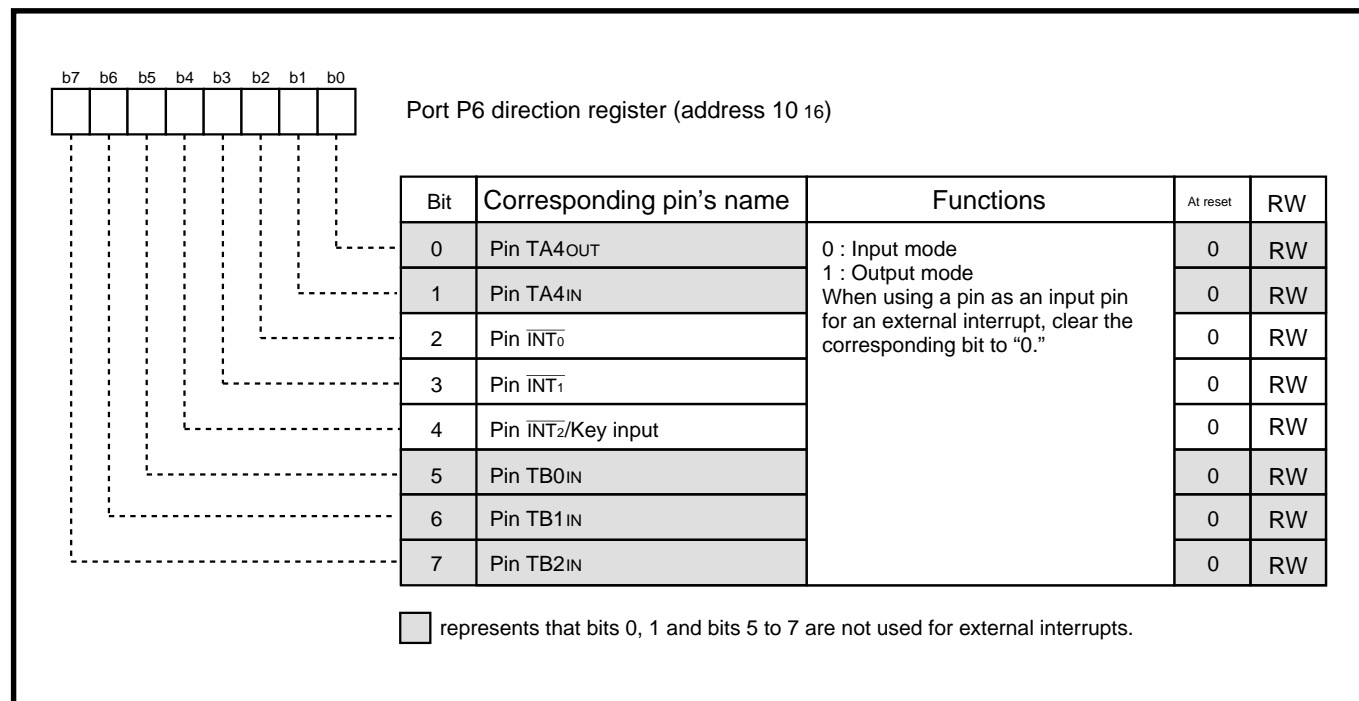 b7 b6 b5 b4 b3 b2 b1 b0
Port P6 direction register (address 10 16)
Bit Corresponding pin’s name Functions At reset RW
0 Pin TA4OUT 0 RW
1 Pin TA4IN 0 RW
2 Pin INT0 0 RW
3 Pin INT1 0 RW
4 Pin INT2/Key input 0 RW
5 Pin TB0IN 0 RW
6 Pin TB1IN 0 RW
7 Pin TB2IN 0 RW
0 : Input mode
1 : Output mode
When using a pin as an input pin
for an external interrupt, clear the
corresponding bit to “0.”
represents that bits 0, 1 and bits 5 to 7 are not used for external interrupts.